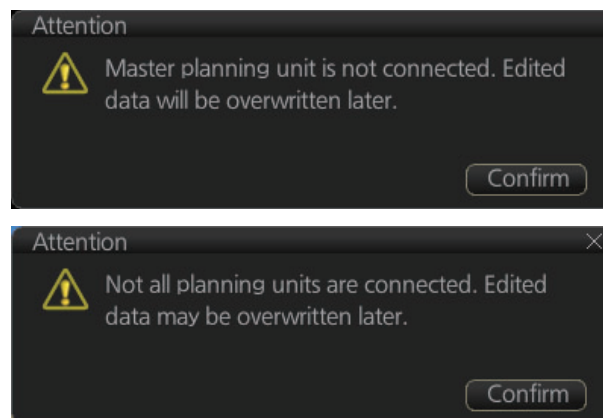 Attention
Master planning unit is not connected. Edited
data will be overwritten later.
Confirm
Attention
Not all planning units are connected. Edited
data may be overwritten later.
Confirm